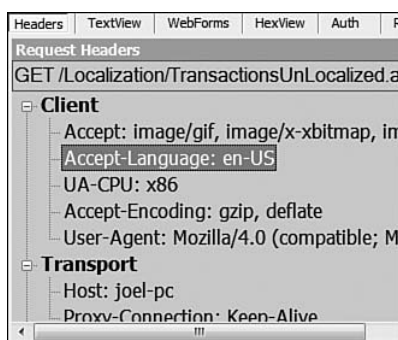 Headers TextView WebForms HexView Auth
Request Headers
GET /Localization/TransactionsUnLocalized.a
Client
Accept: image/gif, image/x-xbitmap,
Accept-Language: en-US
UA-CPU: x86
Accept-Encoding: gzip, deflate
User-Agent: Mozilla/4.0 (compatible; M
Transport
Host: joel-pc
Proxy-Connection: Keep-Alive